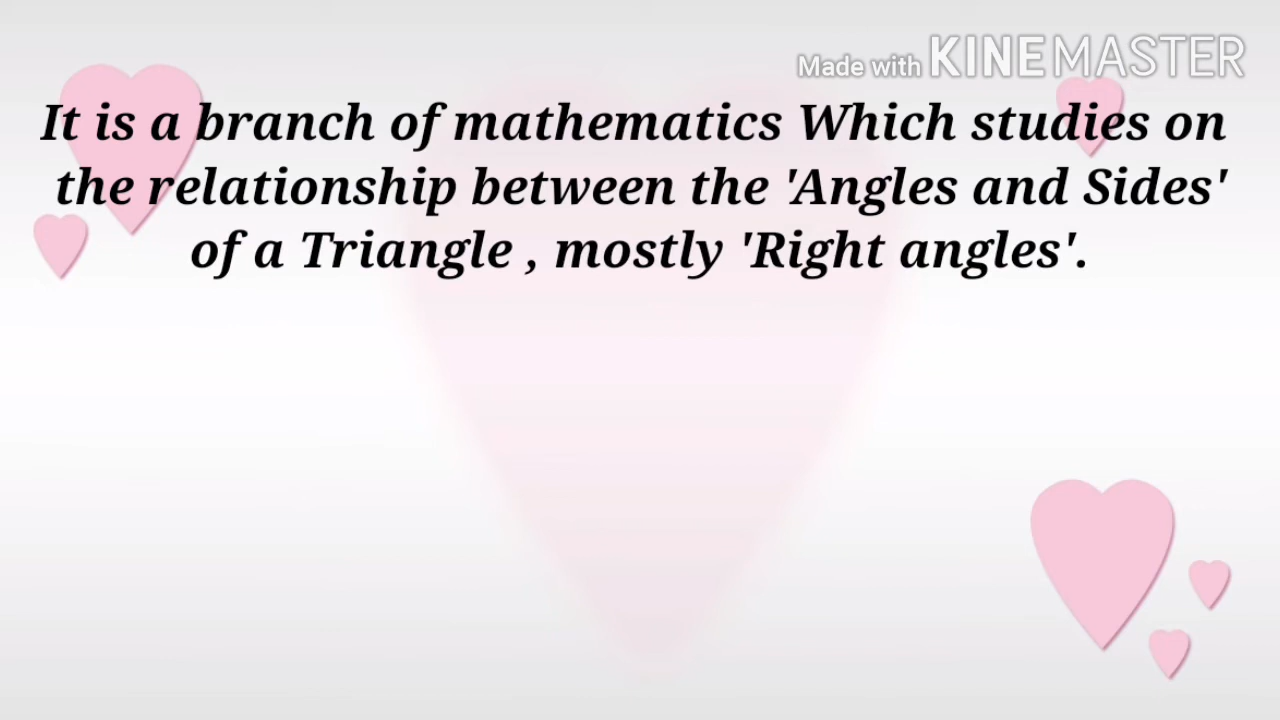 Made with KINEMASTER
It is a branch of mathematics Which studies on
the relationship between the 'Angles and Sides'
of a Triangle , mostly 'Right angles'.